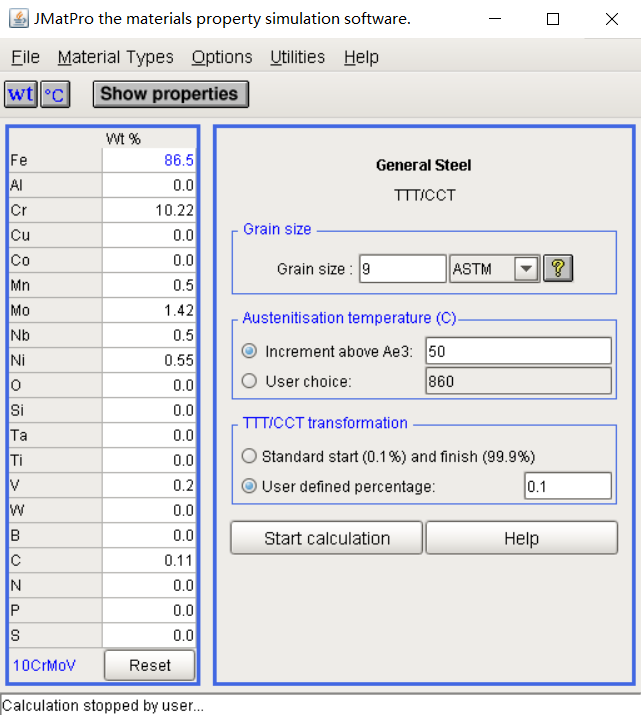 JMatPro the materials property simulation software.
File Material Types Options Utilities Help
wt °C Show properties
Wt %
Fe 86.5
Al 0.0
Cr 10.22
Cu 0.0
Co 0.0
Mn 0.5
Mo 1.42
Nb 0.5
Ni 0.55
O 0.0
Si 0.0
Ta 0.0
Ti 0.0
V 0.2
W 0.0
B 0.0
C 0.11
N 0.0
P 0.0
S 0.0
10CrMoV Reset
General Steel
TTT/CCT
Grain size
Grain size : 9 ASTM ?
Austenitisation temperature (C)
Increment above Ae3: 50
User choice: 860
TTT/CCT transformation
Standard start (0.1%) and finish (99.9%)
User defined percentage: 0.1
Start calculation Help
Calculation stopped by user...